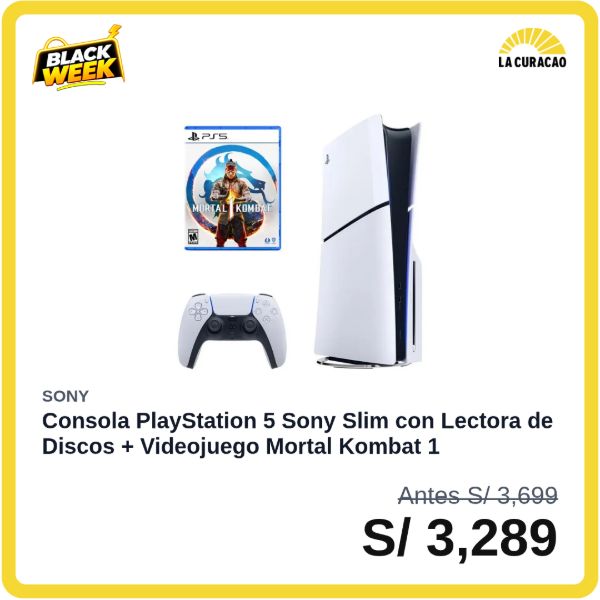 BLACK
WEEK
LA CURACAO
PS5
MORTAL KOMBAT
M
SONY
Consola PlayStation 5 Sony Slim con Lectora de
Discos + Videojuego Mortal Kombat 1
Antes S/ 3,699
S/ 3,289